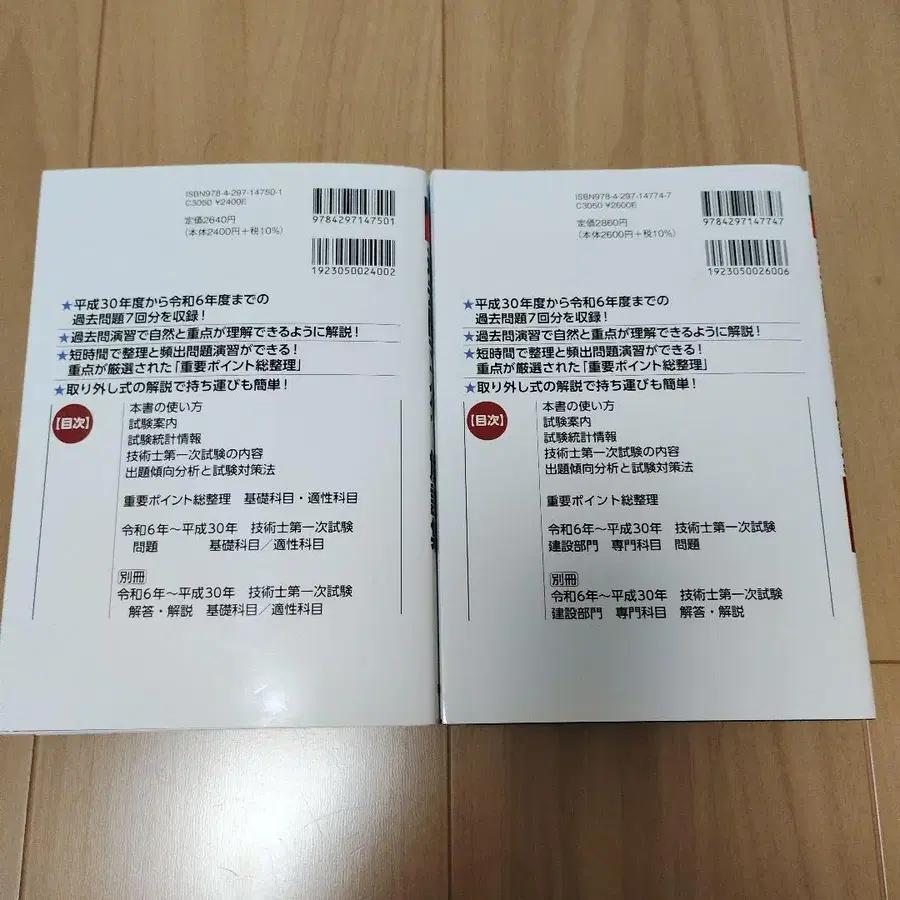 ISBN978-4-297-14750-1
C3050 ¥2400E
定価2640円
(本体2400円+税10%)
9784297147501
1923050024002
★平成30年度から令和6年度までの
過去問題7回分を収録！
★過去問演習で自然と重点が理解できるように解説！
★短時間で整理と頻出問題演習ができる！
重点が厳選された「重要ポイント総整理」
★取り外し式の解説で持ち運びも簡単！
【目次】
本書の使い方
試験案内
試験統計情報
技術士第一次試験の内容
出題傾向分析と試験対策法
重要ポイント総整理 基礎科目・適性科目
令和6年～平成30年 技術士第一次試験
問題 基礎科目／適性科目
別冊
令和6年～平成30年 技術士第一次試験
解答・解説 基礎科目／適性科目
ISBN978-4-297-14774-7
C3050 ¥2600E
定価2860円
(本体2600円+税10%)
9784297147747
1923050026006
★平成30年度から令和6年度までの
過去問題7回分を収録！
★過去問演習で自然と重点が理解できるように解説！
★短時間で整理と頻出問題演習ができる！
重点が厳選された「重要ポイント総整理」
★取り外し式の解説で持ち運びも簡単！
【目次】
本書の使い方
試験案内
試験統計情報
技術士第一次試験の内容
出題傾向分析と試験対策法
重要ポイント総整理
令和6年～平成30年 技術士第一次試験
建設部門 専門科目 問題
別冊
令和6年～平成30年 技術士第一次試験
建設部門 専門科目 解答・解説